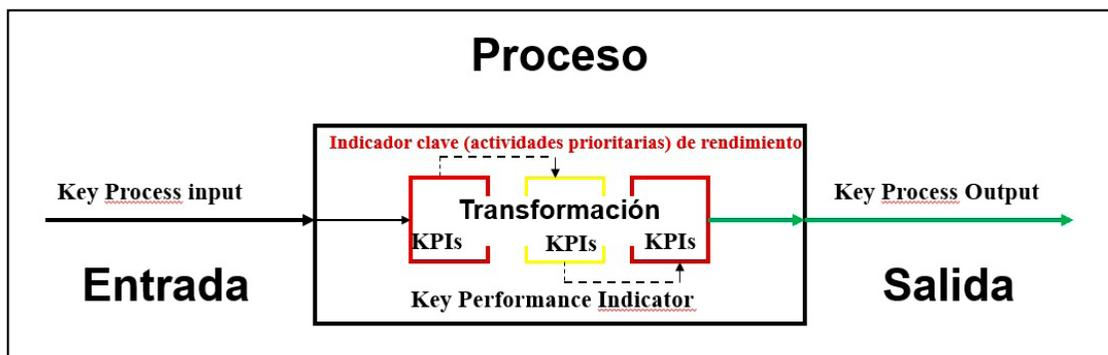 Proceso
Indicador clave (actividades prioritarias) de rendimiento
Key Process input
Key Process Output
Transformación
KPIs
KPIs
KPIs
Entrada
Key Performance Indicator
Salida